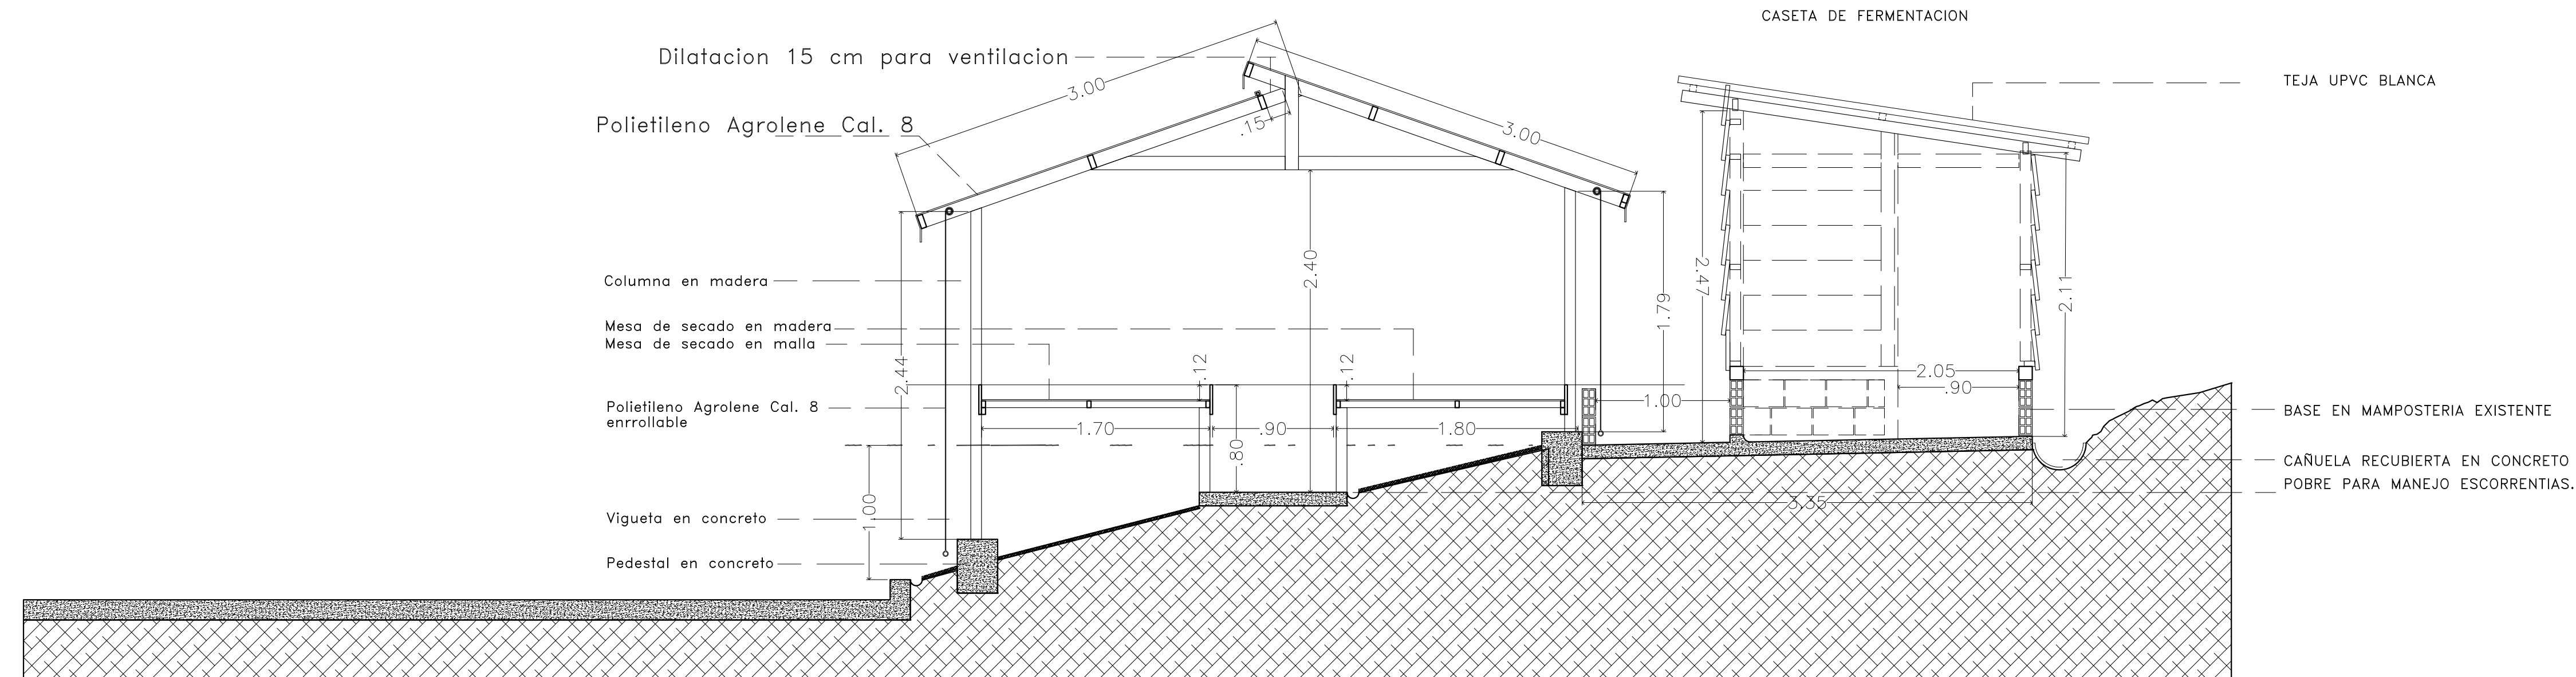 CASETA DE FERMENTACION
Dilatacion 15 cm para ventilacion
3.00
TEJA UPVC BLANCA
Polietileno Agrolene Cal. 8
.15
3.00
Columna en madera
2.40
2.47
2.11
1.79
Mesa de secado en madera
Mesa de secado en malla
2.44
.12
.12
2.05
.90
1.00
Polietileno Agrolene Cal. 8
enrrollable
BASE EN MAMPOSTERIA EXISTENTE
1.70
.90
1.80
.80
CAÑUELA RECUBIERTA EN CONCRETO
POBRE PARA MANEJO ESCORRENTIAS.
3.35
1.00
Vigueta en concreto
Pedestal en concreto